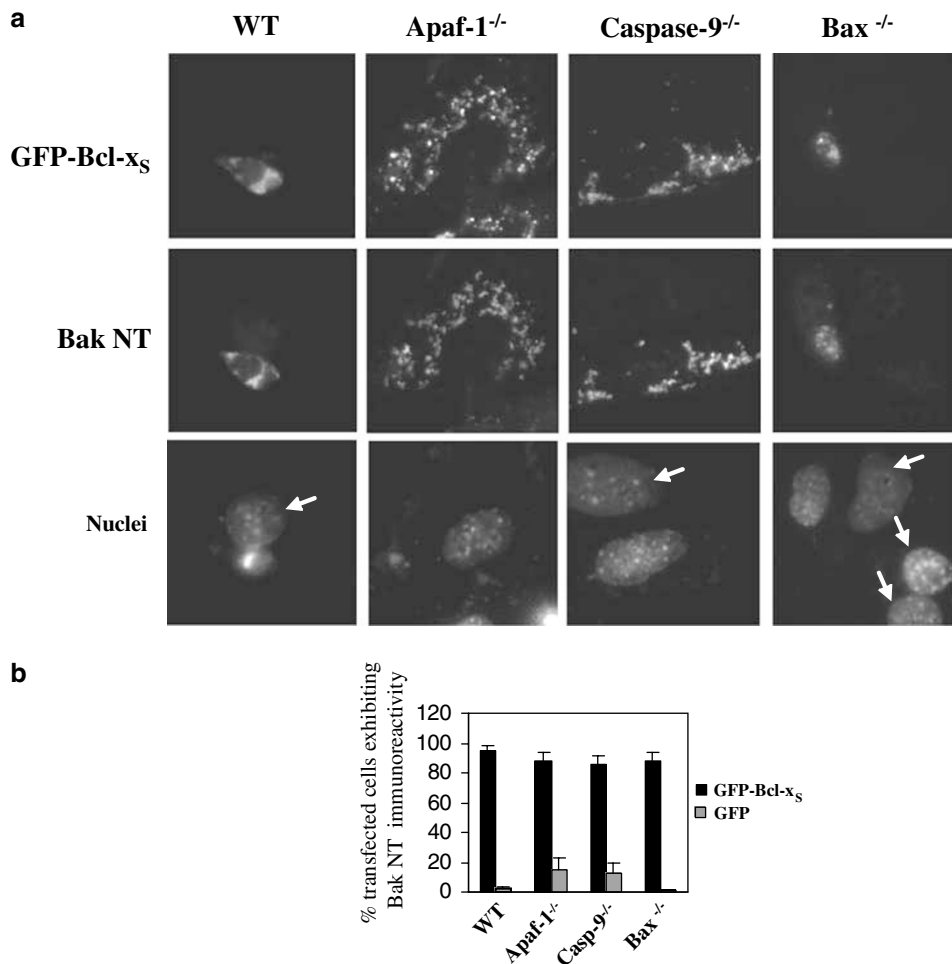 a
WT Apaf-1-/- Caspase-9-/- Bax -/-
GFP-Bcl-xS
Bak NT
Nuclei
b
% transfected cells exhibiting
Bak NT immunoreactivity
120
100
80
60
40
20
0
WT
Apaf-1-/-
Casp-9-/-
Bax -/-
GFP-Bcl-xS
GFP